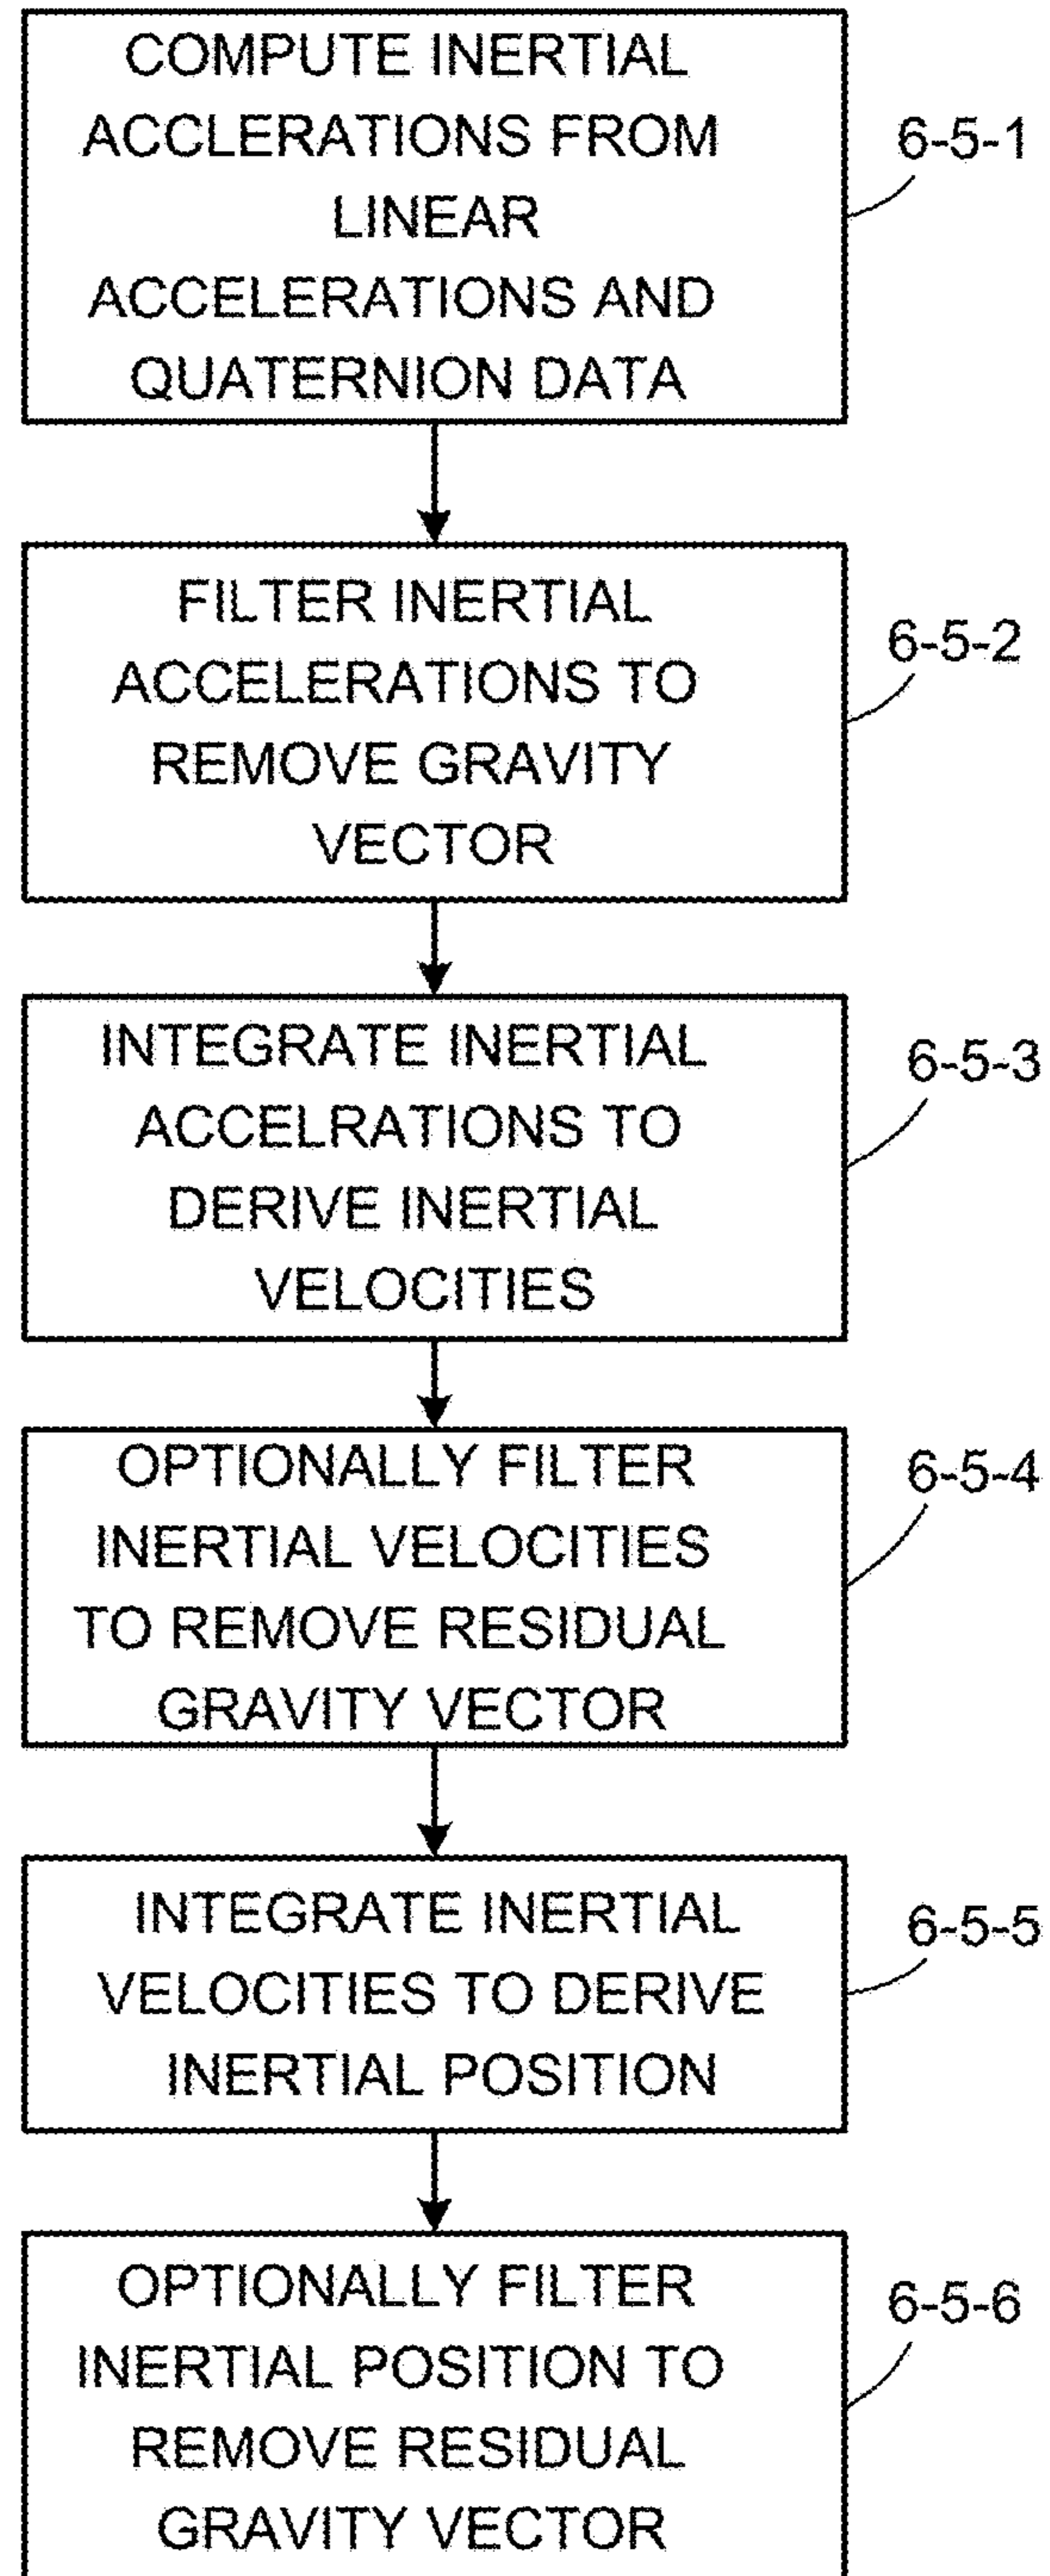 COMPUTE INERTIAL
ACCLERATIONS FROM
LINEAR
ACCELERATIONS AND
QUATERNION DATA
6-5-1
FILTER INERTIAL
ACCELERATIONS TO
REMOVE GRAVITY
VECTOR
6-5-2
INTEGRATE INERTIAL
ACCELRATIONS TO
DERIVE INERTIAL
VELOCITIES
6-5-3
OPTIONALLY FILTER
INERTIAL VELOCITIES
TO REMOVE RESIDUAL
GRAVITY VECTOR
6-5-4
INTEGRATE INERTIAL
VELOCITIES TO DERIVE
INERTIAL POSITION
6-5-5
OPTIONALLY FILTER
INERTIAL POSITION TO
REMOVE RESIDUAL
GRAVITY VECTOR
6-5-6